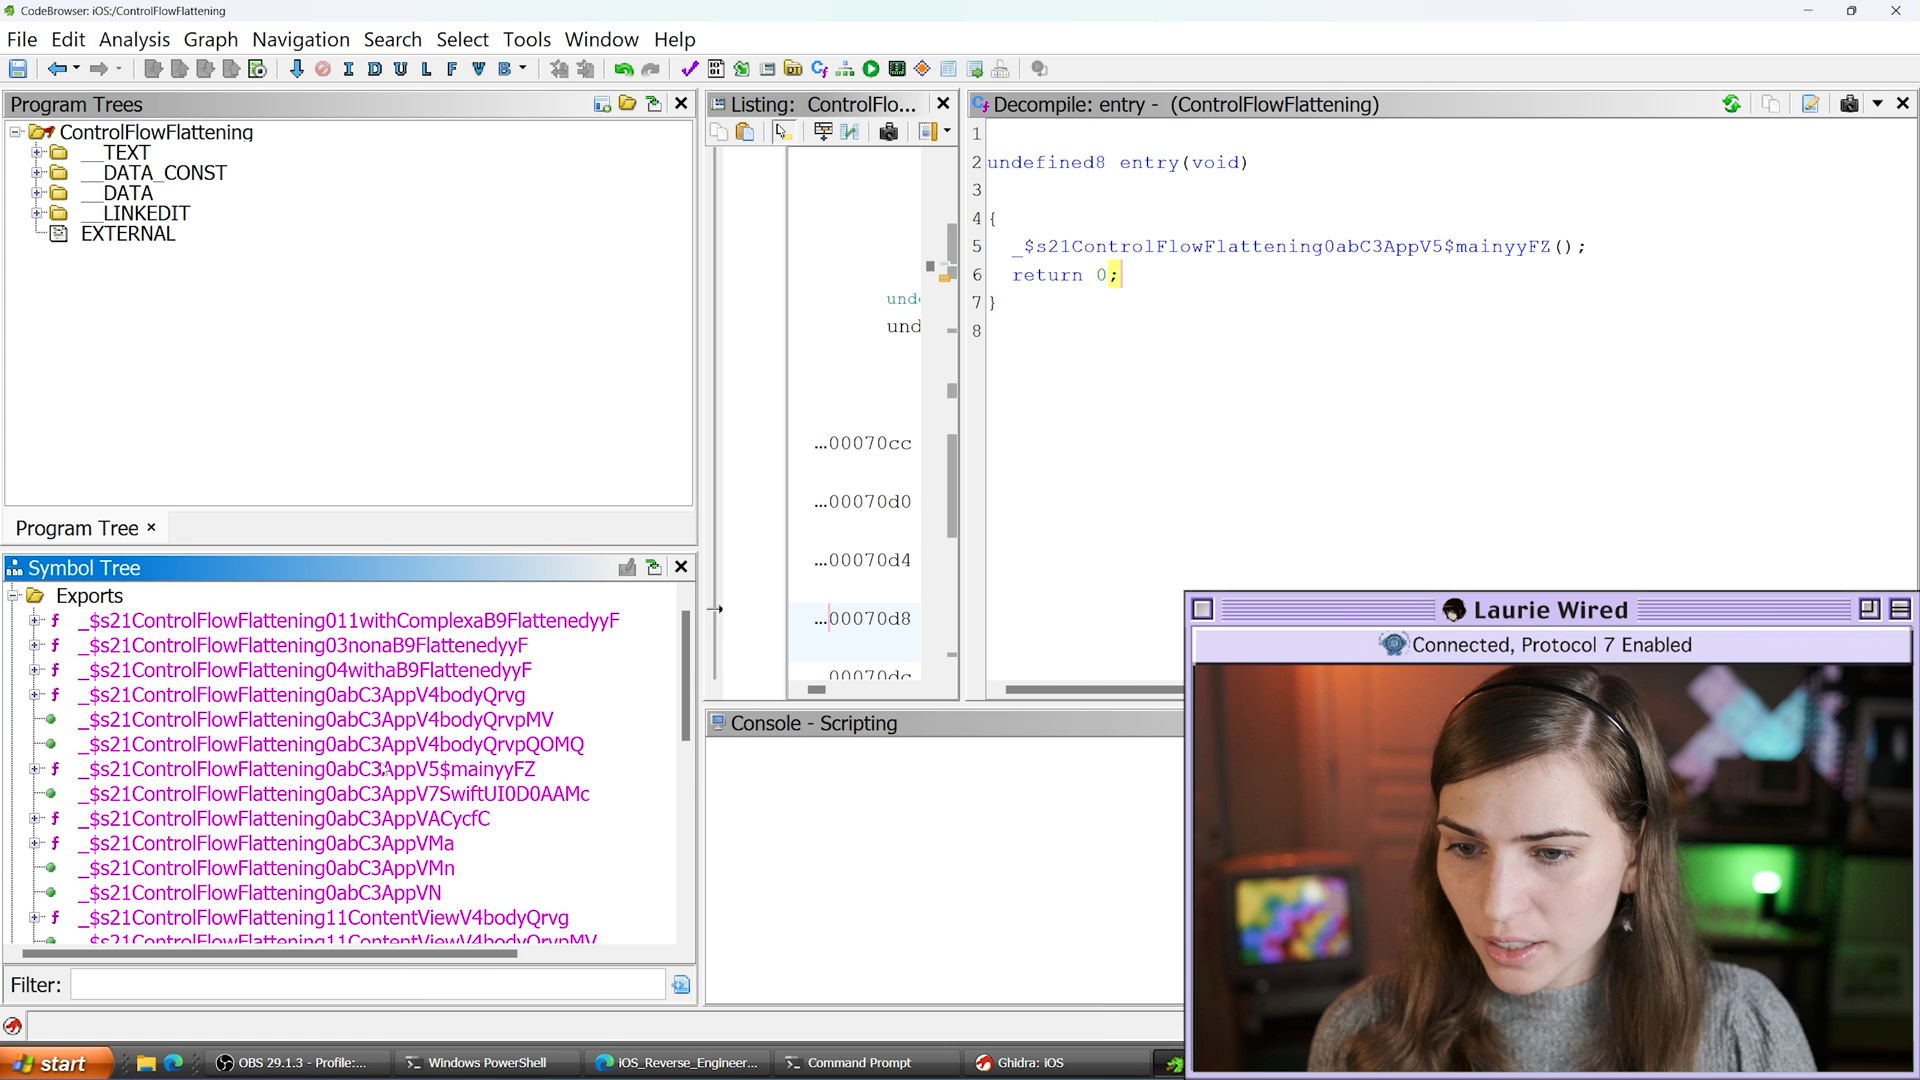 CodeBrowser: iOS:/ControlFlowFlattening
File Edit Analysis Graph Navigation Search Select Tools Window Help
I D U L F V B
Program Trees
ControlFlowFlattening
__TEXT
__DATA_CONST
__DATA
__LINKEDIT
EXTERNAL
Program Tree ×
Symbol Tree
Exports
_$s21ControlFlowFlattening011withComplexaB9FlattenedyyF
_$s21ControlFlowFlattening03nonaB9FlattenedyyF
_$s21ControlFlowFlattening04withaB9FlattenedyyF
_$s21ControlFlowFlattening0abC3AppV4bodyQrvg
_$s21ControlFlowFlattening0abC3AppV4bodyQrvpMV
_$s21ControlFlowFlattening0abC3AppV4bodyQrvpQOMQ
_$s21ControlFlowFlattening0abC3AppV5$mainyyFZ
_$s21ControlFlowFlattening0abC3AppV7SwiftUI0D0AAMc
_$s21ControlFlowFlattening0abC3AppVACycfC
_$s21ControlFlowFlattening0abC3AppVMa
_$s21ControlFlowFlattening0abC3AppVMn
_$s21ControlFlowFlattening0abC3AppVN
_$s21ControlFlowFlattening11ContentViewV4bodyQrvg
_$s21ControlFlowFlattening11ContentViewV4bodyQrvpMV
Filter:
Listing: ControlFlo...
und
und
...00070cc
...00070d0
...00070d4
...00070d8
...00070dc
Decompile: entry - (ControlFlowFlattening)
1
2 undefined8 entry(void)
3
4 {
5 _$s21ControlFlowFlattening0abC3AppV5$mainyyFZ();
6 return 0;
7 }
8
Console - Scripting
Laurie Wired
Connected, Protocol 7 Enabled
start
OBS 29.1.3 - Profile:...
Windows PowerShell
iOS_Reverse_Engineer...
Command Prompt
Ghidra: iOS